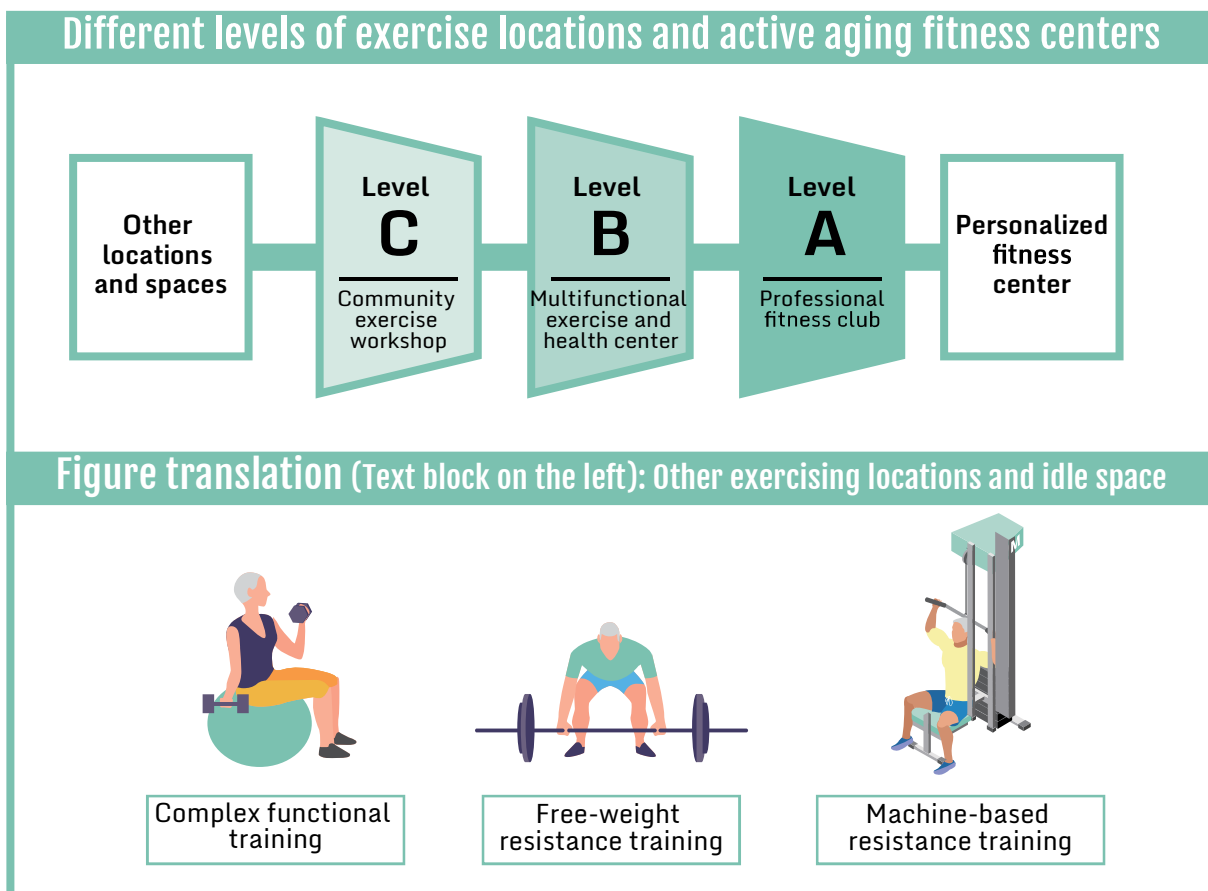 Different levels of exercise locations and active aging fitness centers
Other
locations
and spaces
Level
C
Community
exercise
workshop
Level
B
Multifunctional
exercise and
health center
Level
A
Professional
fitness club
Personalized
fitness
center
Figure translation (Text block on the left): Other exercising locations and idle space
M
Complex functional
training
Free-weight
resistance training
Machine-based
resistance training